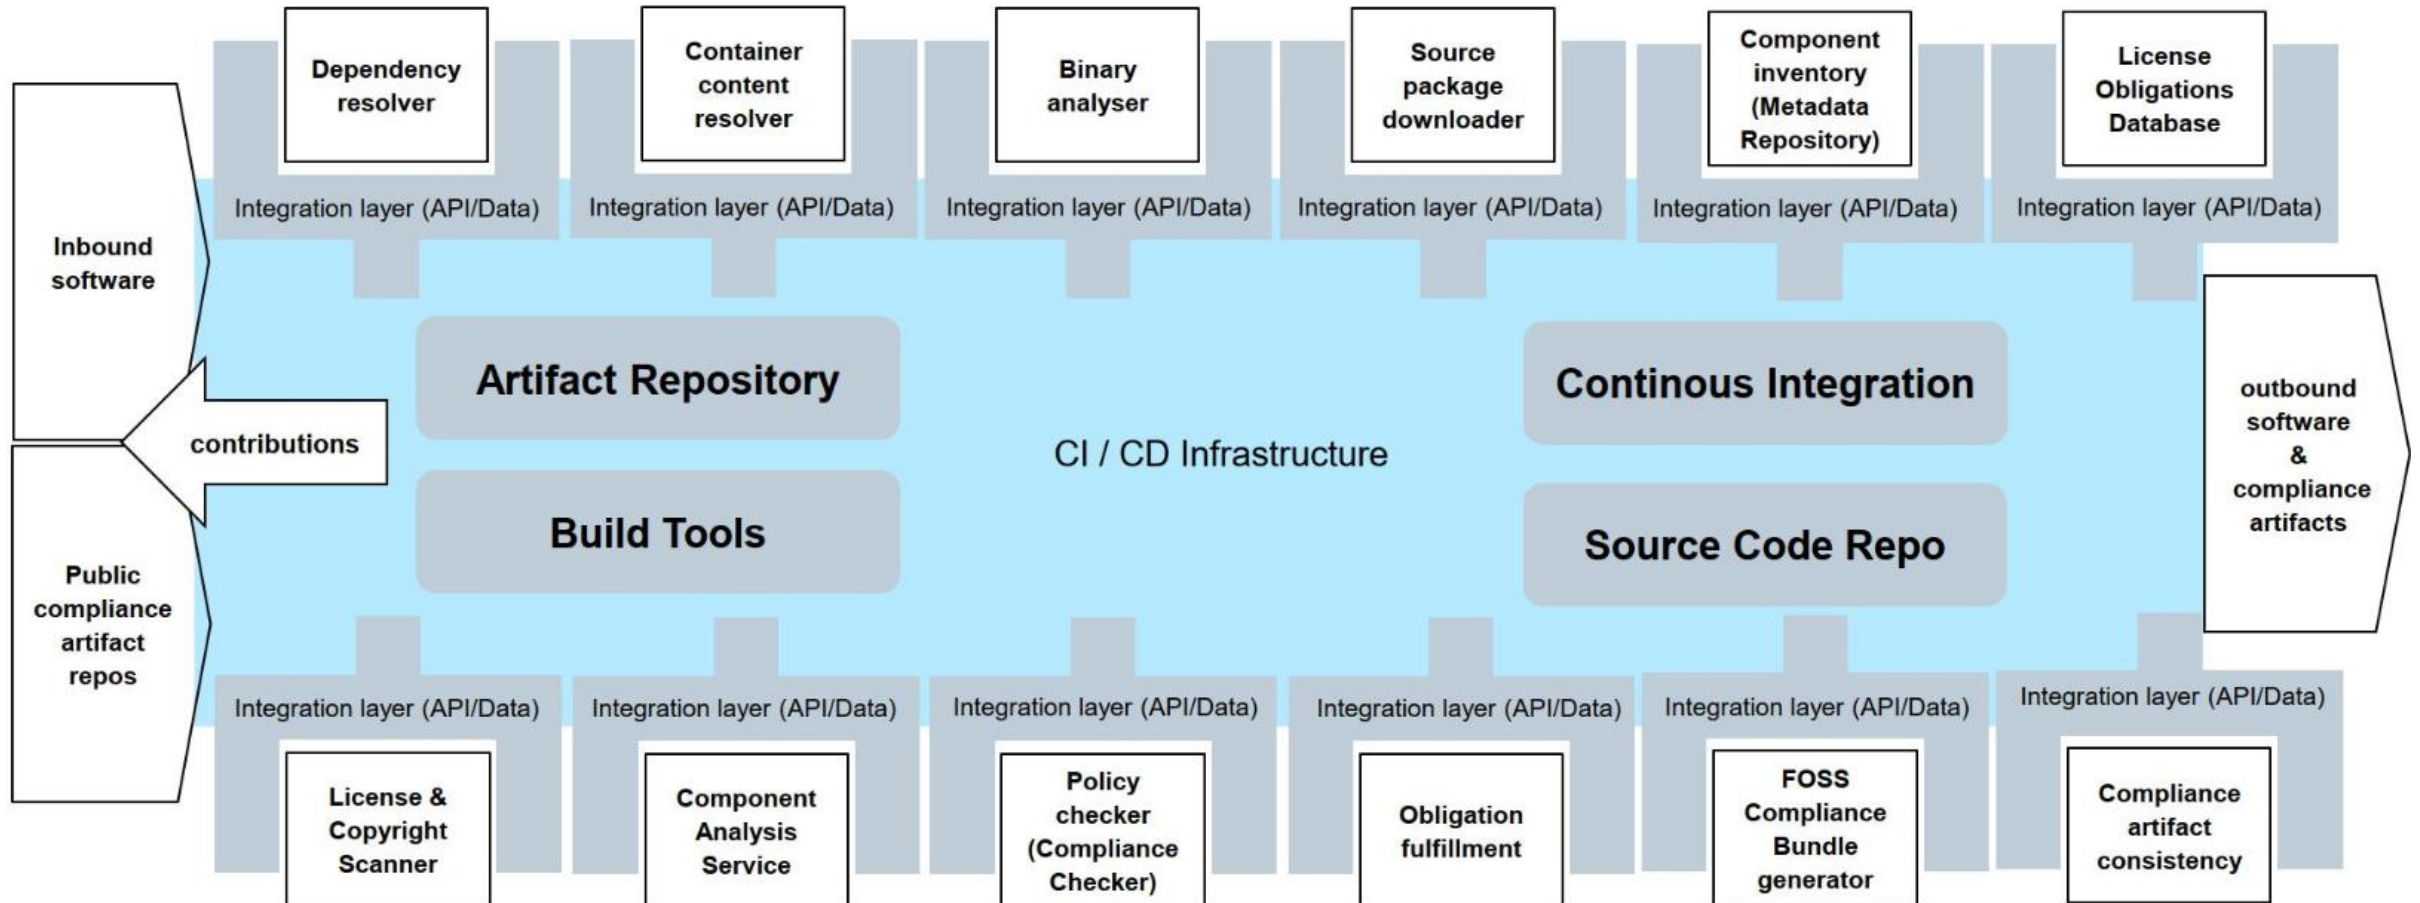 Dependency
resolver
Container
content
resolver
Binary
analyser
Source
package
downloader
Component
inventory
(Metadada
Repository)
License
Obligations
Database
Integration layer (API/Data)
Integration layer (API/Data)
Integration layer (API/Data)
Integration layer (API/Data)
Integration layer (API/Data)
Integration layer (API/Data)
Inbound
software
Artifact Repository
Continous Integration
contributions
CI / CD Infrastructure
outbound
software
&
compliance
artifacts
Build Tools
Source Code Repo
Public
compliance
artifact
repos
Integration layer (API/Data)
Integration layer (API/Data)
Integration layer (API/Data)
Integration layer (API/Data)
Integration layer (API/Data)
Integration layer (API/Data)
License &
Copyright
Scanner
Component
Analysis
Service
Policy
checker
(Compliance
Checker)
Obligation
fulfillment
FOSS
Compliance
Bundle
generator
Compliance
artifact
consistency